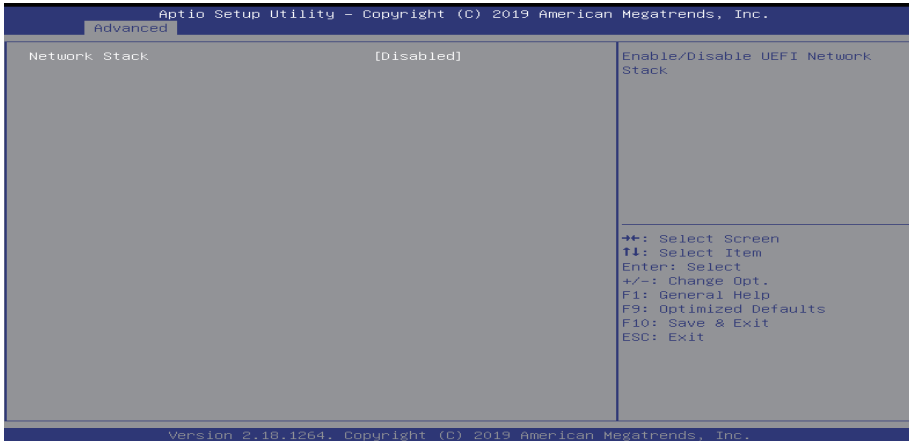 Aptio Setup Utility – Copyright (C) 2019 American Megatrends, Inc.
Advanced
Network Stack [Disabled]
Enable/Disable UEFI Network
Stack
→←: Select Screen
↑↓: Select Item
Enter: Select
+/-: Change Opt.
F1: General Help
F9: Optimized Defaults
F10: Save & Exit
ESC: Exit
Version 2.18.1264. Copyright (C) 2019 American Megatrends, Inc.